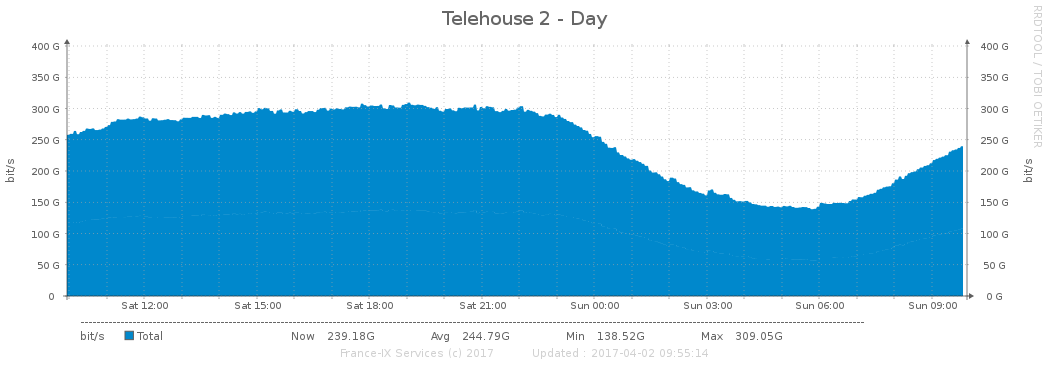 Telehouse 2 - Day
RRDTOOL / TOBI OETIKER
400 G 400 G
350 G 350 G
300 G 300 G
250 G 250 G
200 G 200 G
150 G 150 G
100 G 100 G
50 G 50 G
0 0 G
bit/s bit/s
Sat 12:00 Sat 15:00 Sat 18:00 Sat 21:00 Sun 00:00 Sun 03:00 Sun 06:00 Sun 09:00
bit/s Total Now 239.18G Avg 244.79G Min 138.52G Max 309.05G
France-IX Services (c) 2017 Updated : 2017-04-02 09:55:14